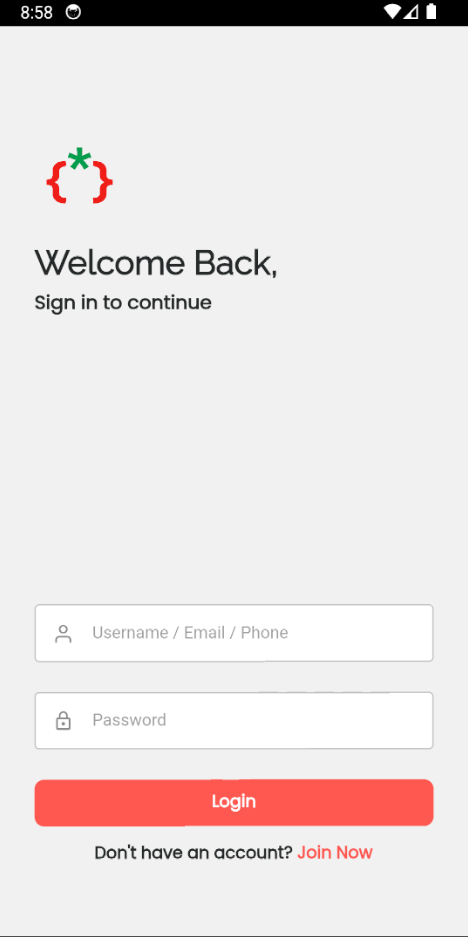 8:58
{*}
Welcome Back,
Sign in to continue
Username / Email / Phone
Password
Login
Don't have an account? Join Now